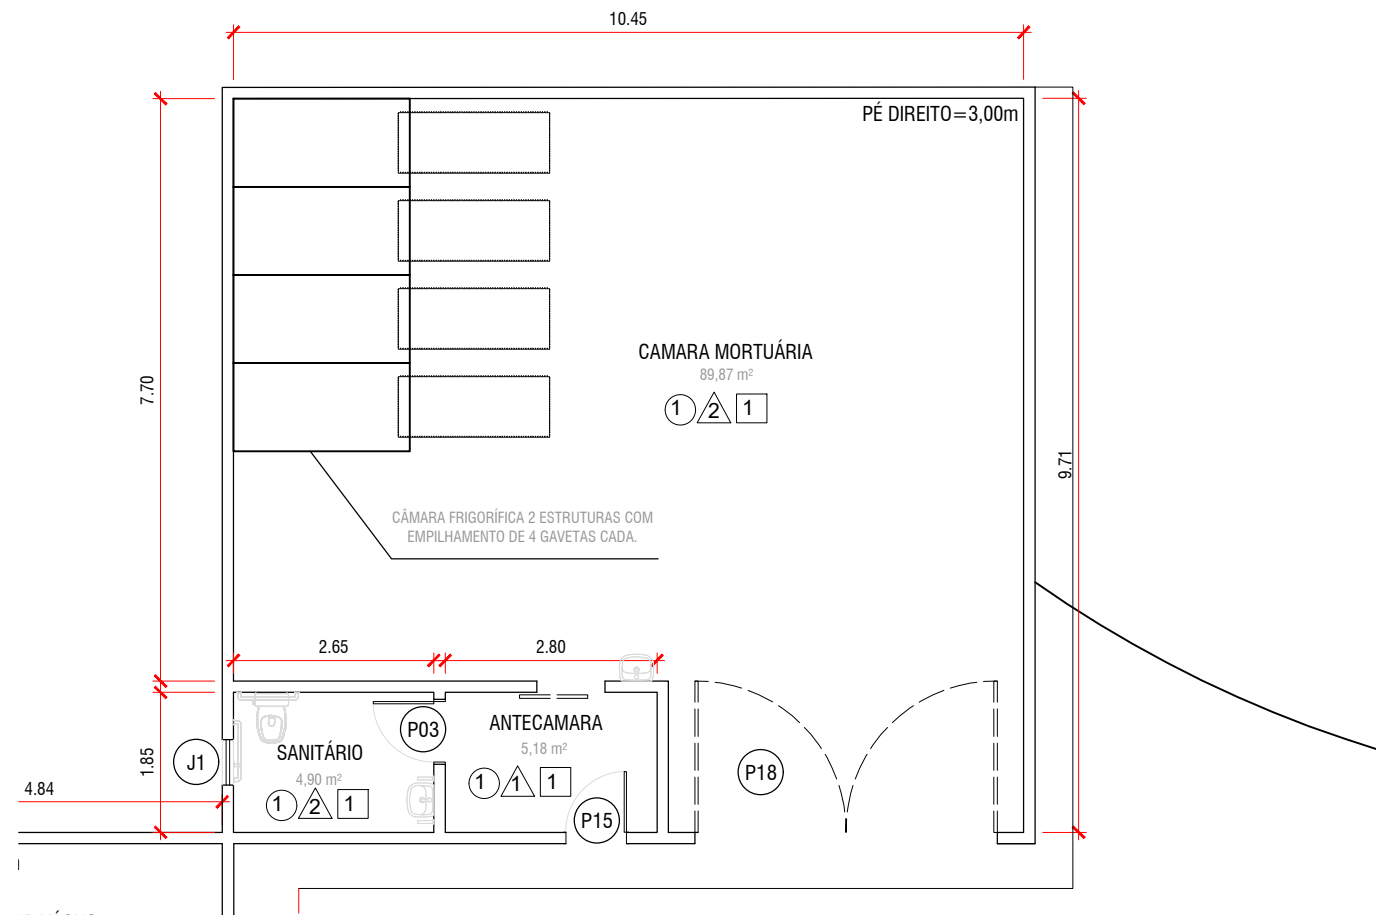 10.45
PÉ DIREITO=3,00m
7.70
CAMARA MORTUÁRIA
89,87 m²
1 2 1
9.71
CÂMARA FRIGORÍFICA 2 ESTRUTURAS COM
EMPILHAMENTO DE 4 GAVETAS CADA.
2.65
2.80
1.85
J1
P03
SANITÁRIO
4,90 m²
1 2 1
ANTECAMARA
5,18 m²
1 1 1
P15
P18
4.84